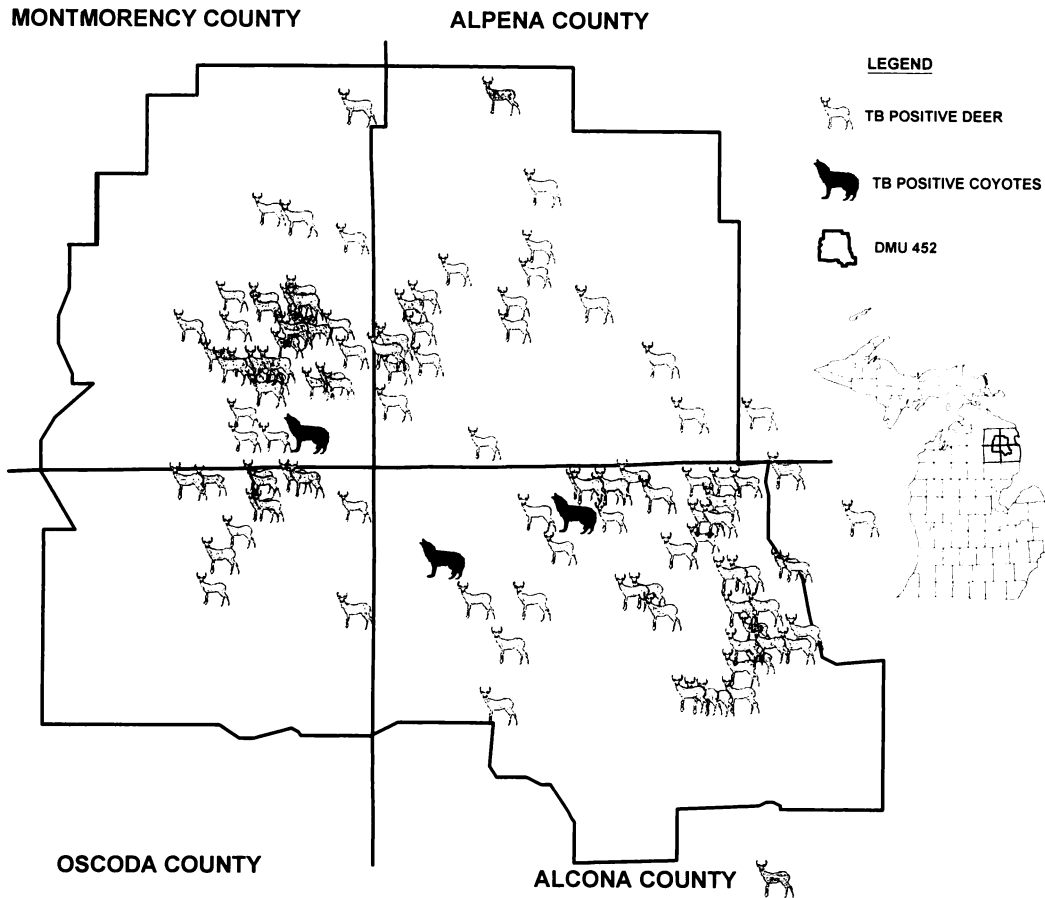 MONTMORENCY COUNTY
ALPENA COUNTY
LEGEND
TB POSITIVE DEER
TB POSITIVE COYOTES
DMU 452
OSCODA COUNTY
ALCONA COUNTY